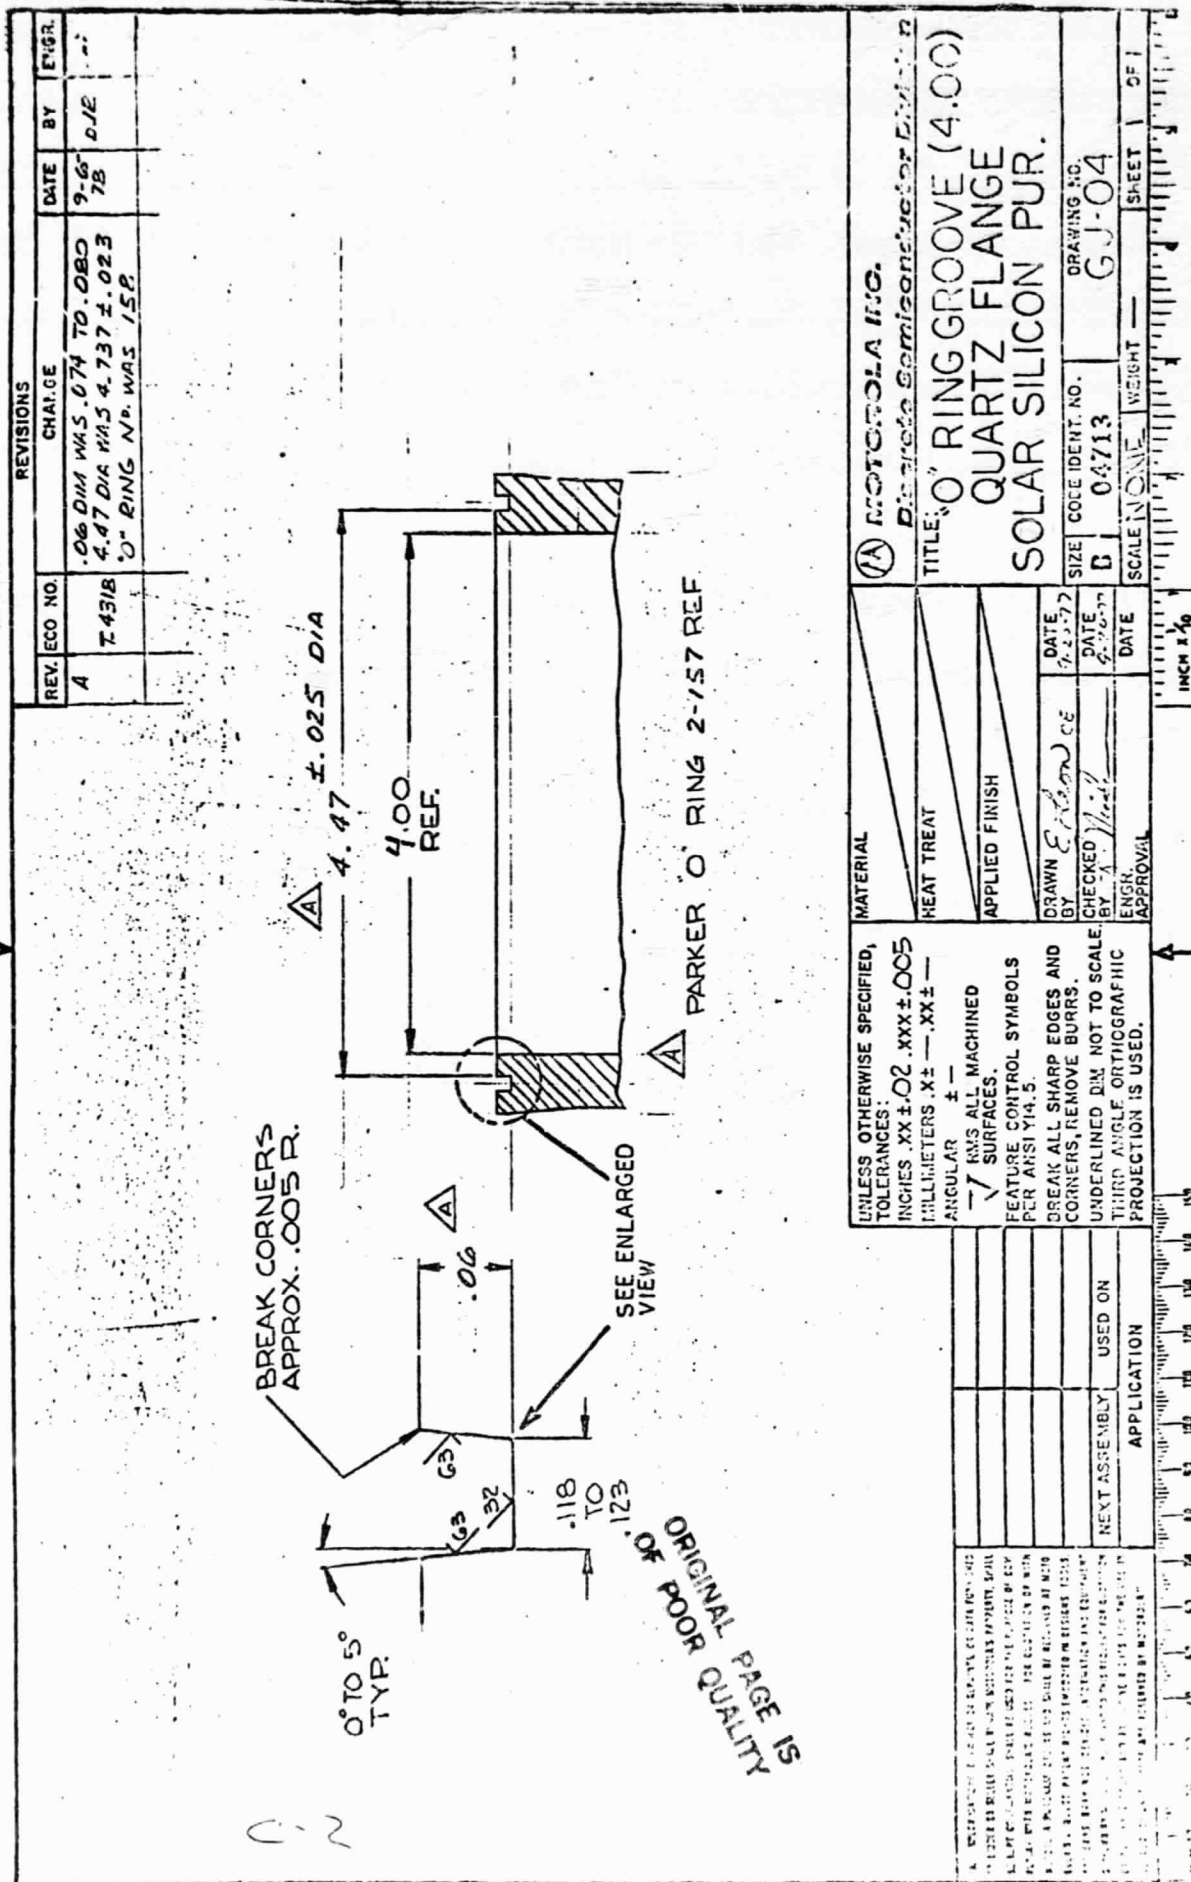 REVISIONS
REV. ECO NO. CHANGE DATE BY ENGR.
A T.4318 .06 DIM WAS .074 TO .080 9-65 78 DJE
4.47 DIA WAS 4.737 ± .023
"O" RING NO. WAS 158
BREAK CORNERS
APPROX. .005 R.
0° TO 5°
TYP.
63
63
32
.06
A
.118
TO
.123
SEE ENLARGED
VIEW
A
4.47 ± .025 DIA
4.00
REF.
A
PARKER "O" RING 2-157 REF
ORIGINAL PAGE IS
OF POOR QUALITY
C-2
NEXT ASSEMBLY USED ON
APPLICATION
UNLESS OTHERWISE SPECIFIED,
TOLERANCES:
INCHES .XX ±.02 .XXX ±.005
MILLIMETERS .X ± — .XX ± —
ANGULAR ± —
RMS ALL MACHINED
SURFACES.
FEATURE CONTROL SYMBOLS
PER ANSI Y14.5.
BREAK ALL SHARP EDGES AND
CORNERS, REMOVE BURRS.
UNDERLINED DIM NOT TO SCALE.
THIRD ANGLE ORTHOGRAPHIC
PROJECTION IS USED.
MATERIAL
HEAT TREAT
APPLIED FINISH
DRAWN BY DATE
CHECKED BY DATE
ENGR. APPROVAL DATE
MOTOROLA INC.
Discrete Semiconductor Division
TITLE: "O" RING GROOVE (4.00)
QUARTZ FLANGE
SOLAR SILICON PUR.
SIZE CODE IDENT. NO. DRAWING NO.
04713 GJ-04
SCALE NONE WEIGHT — SHEET 1 OF 1
INCH X 1/10